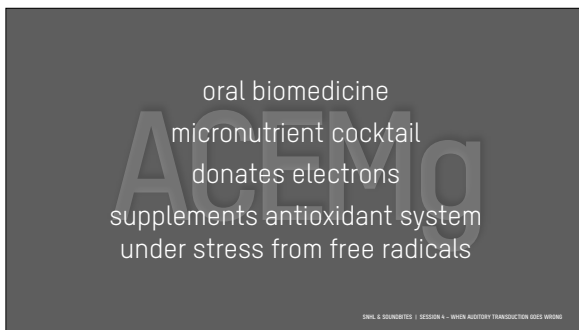 ACEMg
oral biomedicine
micronutrient cocktail
donates electrons
supplements antioxidant system
under stress from free radicals
SNHL & SOUNDBITES | SESSION 4 – WHEN AUDITORY TRANSDUCTION GOES WRONG